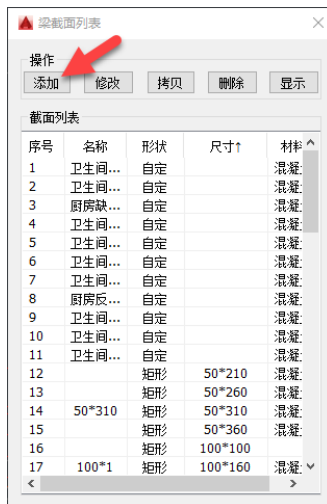 梁截面列表
操作
添加 修改 拷贝 删除 显示
截面列表
序号 名称 形状 尺寸↑ 材料
1 卫生间... 自定 混凝
2 卫生间... 自定 混凝
3 厨房缺... 自定 混凝
4 卫生间... 自定 混凝
5 卫生间... 自定 混凝
6 卫生间... 自定 混凝
7 卫生间... 自定 混凝
8 厨房反... 自定 混凝
9 卫生间... 自定 混凝
10 卫生间... 自定 混凝
11 卫生间... 自定 混凝
12 矩形 50*210 混凝
13 矩形 50*260 混凝
14 50*310 矩形 50*310 混凝
15 矩形 50*360 混凝
16 矩形 100*100
17 100*1 矩形 100*160 混凝